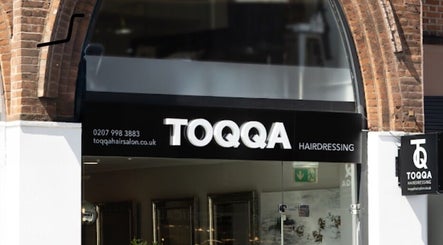 0207 998 3883
toqqahairsalon.co.uk
TOQQA HAIRDRESSING
TQ
TOQQA
HAIRDRESSING